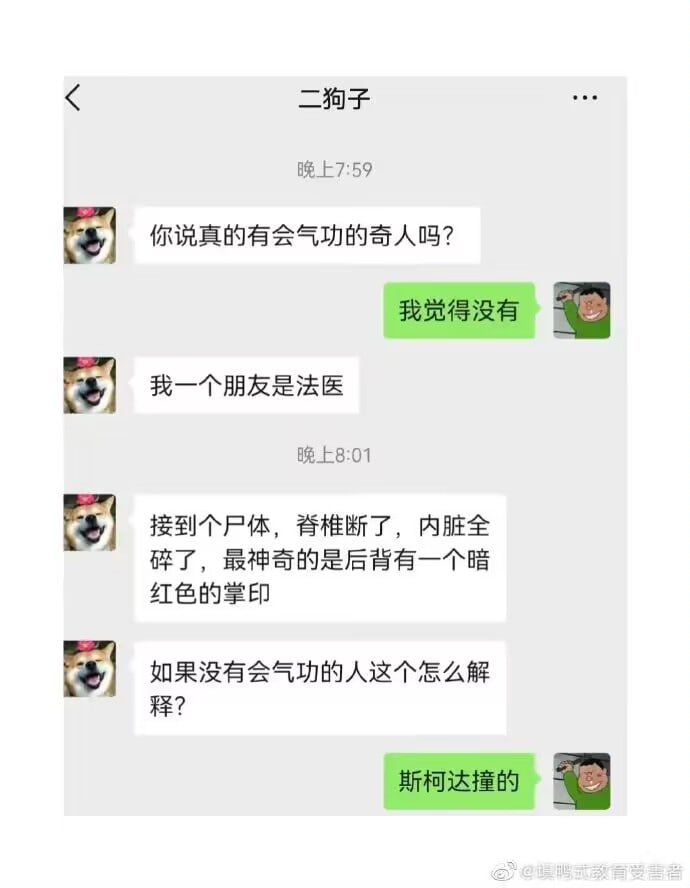 二狗子
晚上7:59
你说真的有会气功的奇人吗？
我觉得没有
我一个朋友是法医
晚上8:01
接到个尸体，脊椎断了，内脏全
碎了，最神奇的是后背有一个暗
红色的掌印
如果没有会气功的人这个怎么解
释？
斯柯达撞的
@填鸭式教育受害者